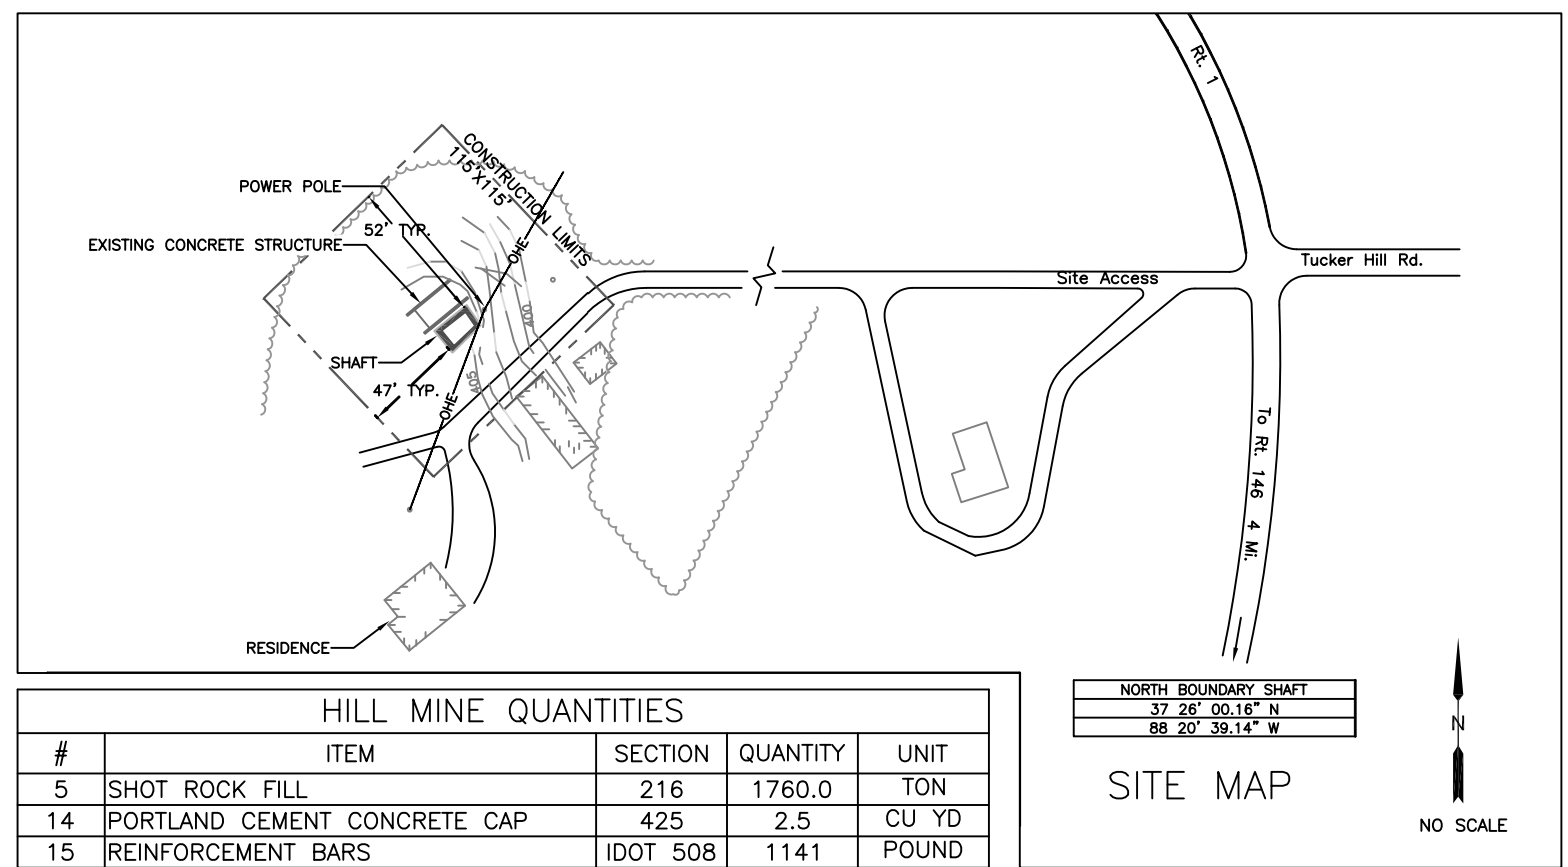 Rt. 1
CONSTRUCTION LIMITS
115'X115'
POWER POLE
52' TYP.
EXISTING CONCRETE STRUCTURE
OHE
Tucker Hill Rd.
Site Access
400
SHAFT
405
47' TYP.
OHE
To Rt. 146 4 Mi.
RESIDENCE
NORTH BOUNDARY SHAFT
37 26' 00.16" N
88 20' 39.14" W
SITE MAP
N
NO SCALE
HILL MINE QUANTITIES
# ITEM SECTION QUANTITY UNIT
5 SHOT ROCK FILL 216 1760.0 TON
14 PORTLAND CEMENT CONCRETE CAP 425 2.5 CU YD
15 REINFORCEMENT BARS IDOT 508 1141 POUND